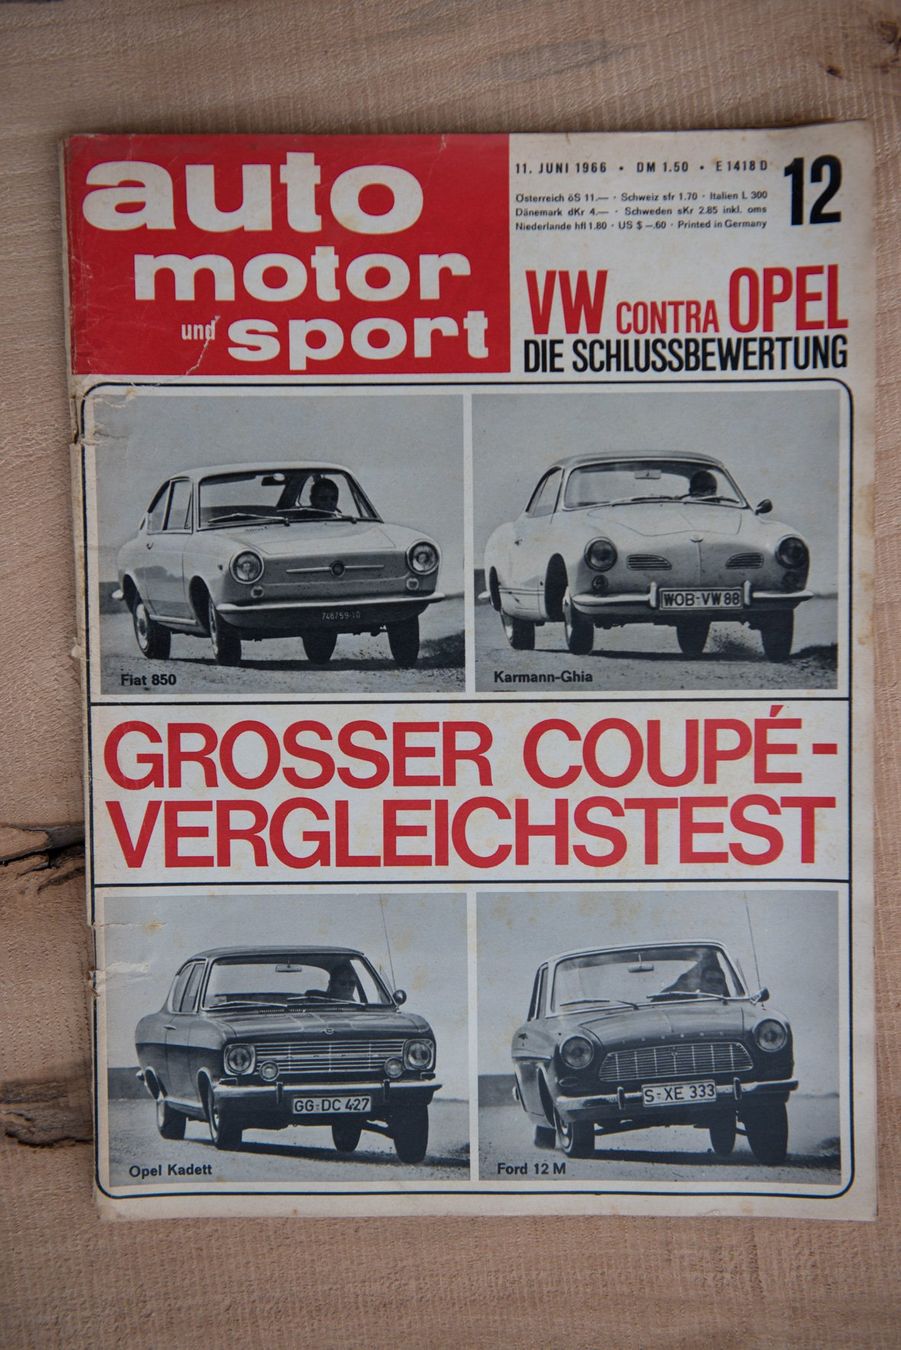 auto
motor
und sport
11. JUNI 1966 • DM 1.50 • E 1418 D
12
Österreich öS 11.— · Schweiz sfr 1.70 · Italien L 300
Dänemark dKr 4.— · Schweden sKr 2.85 inkl. oms
Niederlande hfl 1.80 · US $ —.60 · Printed in Germany
VW CONTRA OPEL
DIE SCHLUSSBEWERTUNG
748759·TO
Fiat 850
WOB-VW 88
Karmann-Ghia
GROSSER COUPÉ-
VERGLEICHSTEST
GG-DC 427
Opel Kadett
S-XE 333
Ford 12 M